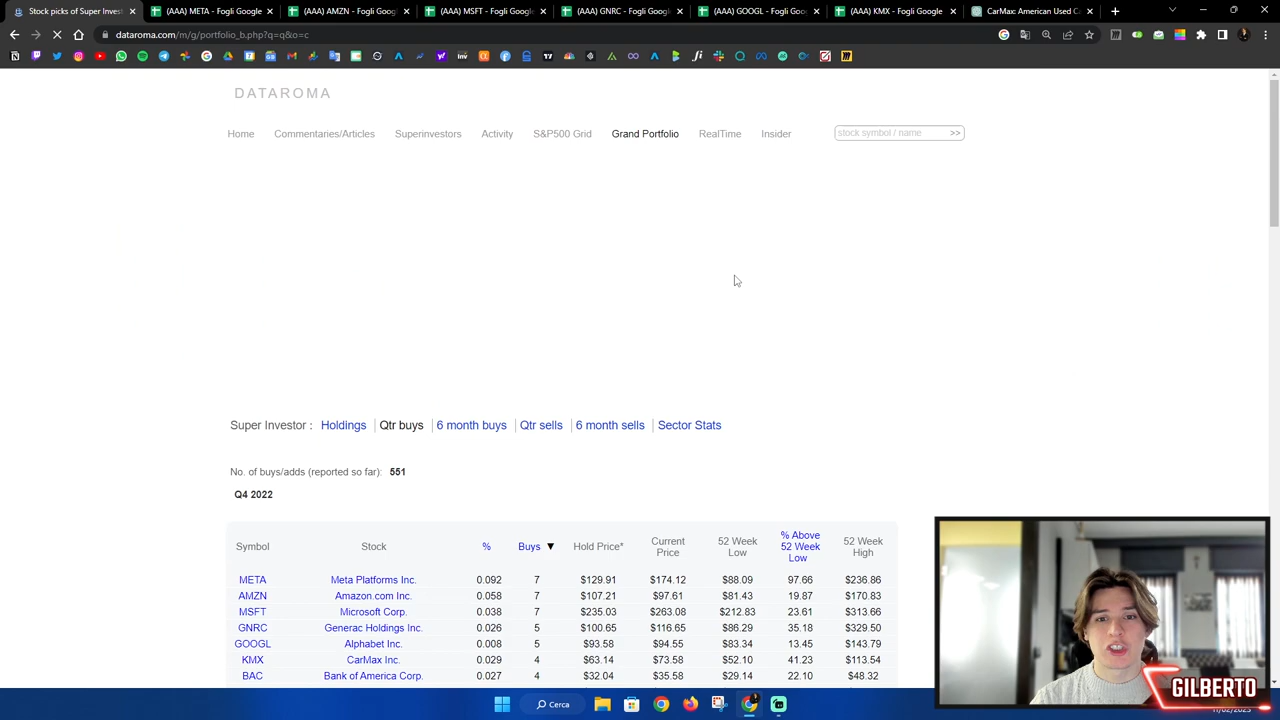 Stock picks of Super Invest
(AAA) META - Fogli Google
(AAA) AMZN - Fogli Google
(AAA) MSFT - Fogli Google
(AAA) GNRC - Fogli Google
(AAA) GOOGL - Fogli Google
(AAA) KMX - Fogli Google
CarMax American Used C
dataroma.com/m/g/portfolio_b.php?q=q&o=c
DATAROMA
Home Commentaries/Articles Superinvestors Activity S&P500 Grid Grand Portfolio RealTime Insider stock symbol / name >>
Super Investor : Holdings Qtr buys 6 month buys Qtr sells 6 month sells Sector Stats
No. of buys/adds (reported so far): 551
Q4 2022
Symbol Stock % Buys ▼ Hold Price* Current Price 52 Week Low % Above 52 Week Low 52 Week High
META Meta Platforms Inc. 0.092 7 $129.91 $174.12 $88.09 97.66 $236.86
AMZN Amazon.com Inc. 0.058 7 $107.21 $97.61 $81.43 19.87 $170.83
MSFT Microsoft Corp. 0.038 7 $235.03 $263.08 $212.83 23.61 $313.66
GNRC Generac Holdings Inc. 0.026 5 $100.65 $116.65 $86.29 35.18 $329.50
GOOGL Alphabet Inc. 0.008 5 $93.58 $94.55 $83.34 13.45 $143.79
KMX CarMax Inc. 0.029 4 $63.14 $73.58 $52.10 41.23 $113.54
BAC Bank of America Corp. 0.027 4 $32.04 $35.58 $29.14 22.10 $48.32
GILBERTO
Cerca